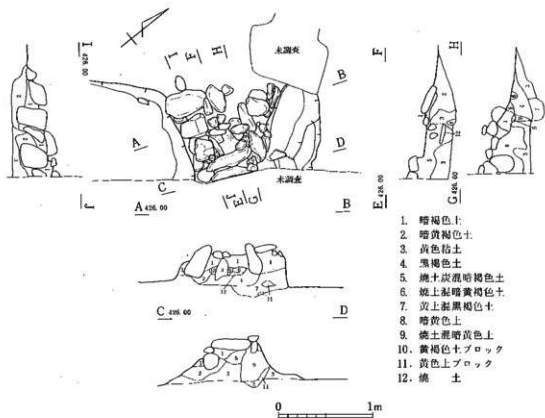 I
426.00
I
F
H
未調査
F
H
B
A
D
C
未調査
J
E
G
J
A 426.00
B
E 426.00
G 426.00
C 426.00
D
1. 暗褐色土
2. 暗黄褐色土
3. 黄色粘土
4. 黒褐色土
5. 焼土炭混暗褐色土
6. 焼土混暗黄褐色土
7. 黄土混黒褐色土
8. 暗黄色土
9. 焼土混暗黄色土
10. 黄褐色土ブロック
11. 黄色土ブロック
12. 焼土
0 1m